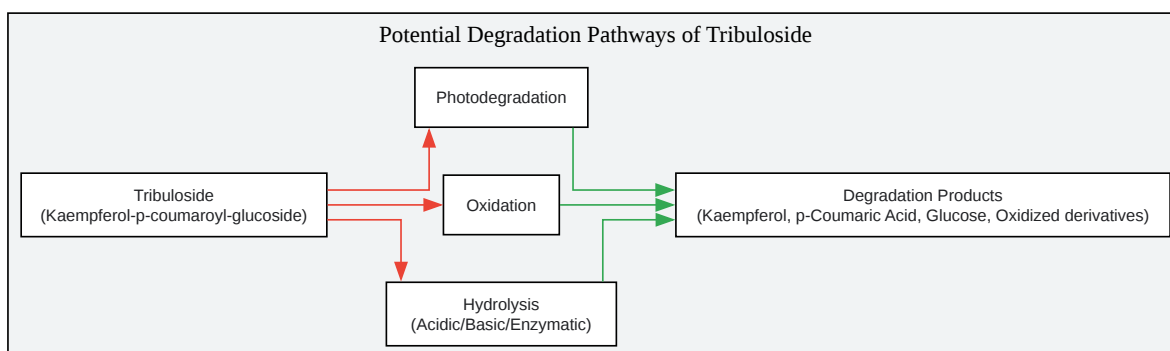 Potential Degradation Pathways of Tribuloside
Photodegradation
Tribuloside
(Kaempferol-p-coumaroyl-glucoside)
Oxidation
Degradation Products
(Kaempferol, p-Coumaric Acid, Glucose, Oxidized derivatives)
Hydrolysis
(Acidic/Basic/Enzymatic)